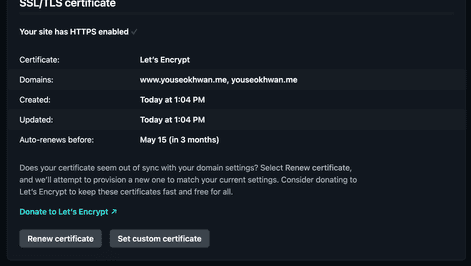 SSL/TLS certificate
Your site has HTTPS enabled ✓
Certificate: Let's Encrypt
Domains: www.youseokhwan.me, youseokhwan.me
Created: Today at 1:04 PM
Updated: Today at 1:04 PM
Auto-renews before: May 15 (in 3 months)
Does your certificate seem out of sync with your domain settings? Select Renew certificate,
and we'll attempt to provision a new one to match your current settings. Consider donating to
Let's Encrypt to keep these certificates fast and free for all.
Donate to Let's Encrypt ↗
Renew certificate Set custom certificate